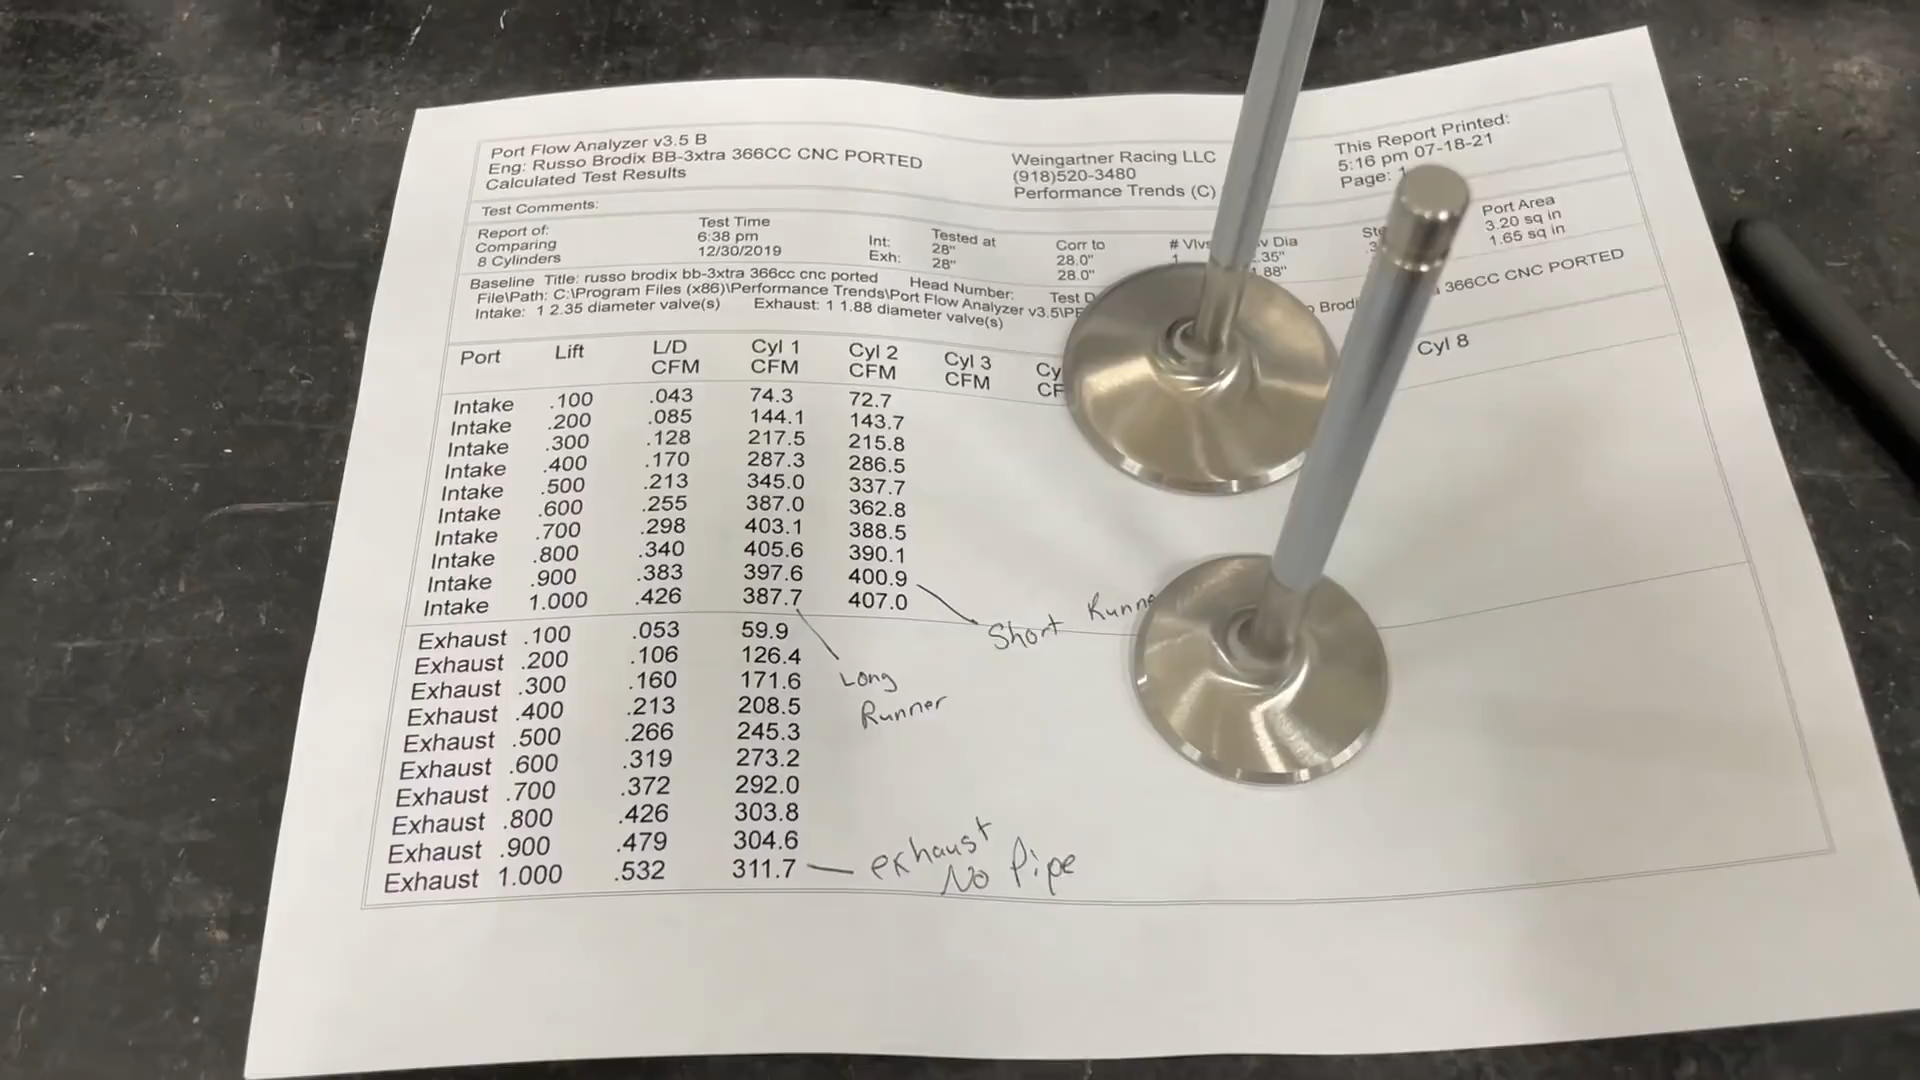 Port Flow Analyzer v3.5 B
Eng: Russo Brodix BB-3xtra 366CC CNC PORTED
Calculated Test Results
Weingartner Racing LLC
(918)520-3480
Performance Trends (C)
This Report Printed:
5:16 pm 07-18-21
Page:
Test Comments:
Report of:
Comparing
8 Cylinders
Test Time
6:38 pm
12/30/2019
Int:
Exh:
Tested at
28"
28"
Corr to
28.0"
28.0"
# Vlvs
1
Dia
.35"
.88"
Port Area
3.20 sq in
1.65 sq in
Baseline Title: russo brodix bb-3xtra 366cc cnc ported Head Number: Test 366CC CNC PORTED
File\Path: C:\Program Files (x86)\Performance Trends\Port Flow Analyzer v3.5\
Intake: 1 2.35 diameter valve(s) Exhaust: 1 1.88 diameter valve(s)
Port Lift L/D CFM Cyl 1 CFM Cyl 2 CFM Cyl 3 CFM Cyl 8
Intake .100 .043 74.3 72.7
Intake .200 .085 144.1 143.7
Intake .300 .128 217.5 215.8
Intake .400 .170 287.3 286.5
Intake .500 .213 345.0 337.7
Intake .600 .255 387.0 362.8
Intake .700 .298 403.1 388.5
Intake .800 .340 405.6 390.1
Intake .900 .383 397.6 400.9
Intake 1.000 .426 387.7 407.0
Short
Exhaust .100 .053 59.9
Exhaust .200 .106 126.4
Exhaust .300 .160 171.6
Exhaust .400 .213 208.5
Exhaust .500 .266 245.3
Exhaust .600 .319 273.2
Exhaust .700 .372 292.0
Exhaust .800 .426 303.8
Exhaust .900 .479 304.6
Exhaust 1.000 .532 311.7
Long
Runner
exhaust
No Pipe